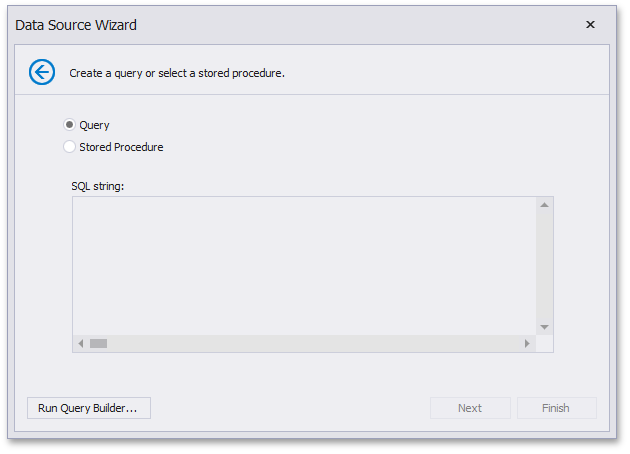 Data Source Wizard
Create a query or select a stored procedure.
Query
Stored Procedure
SQL string:
Run Query Builder... Next Finish